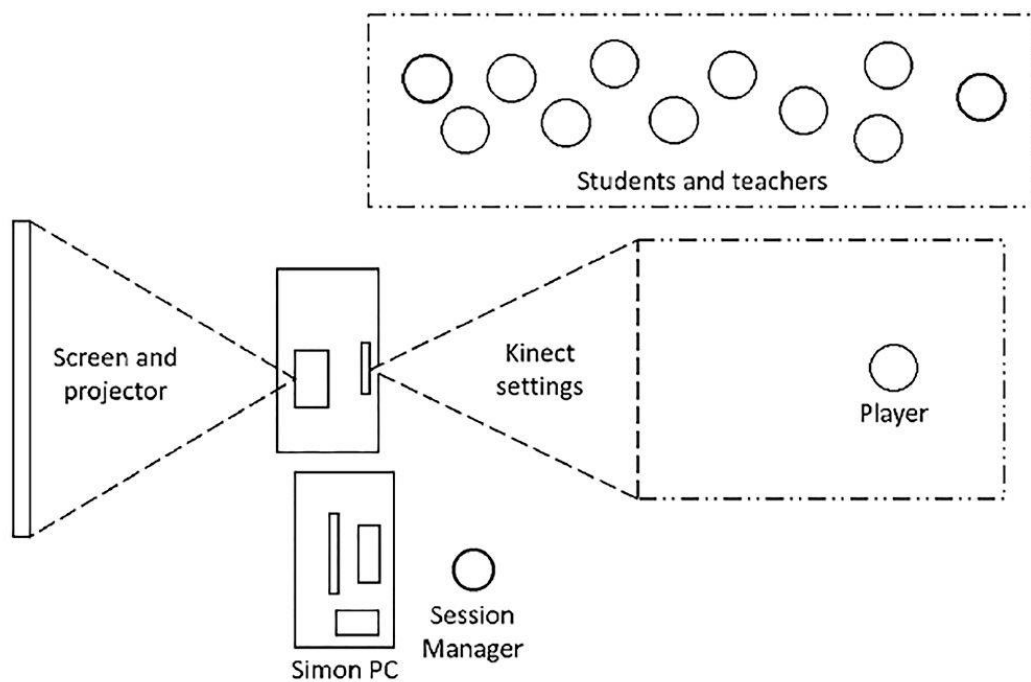 Students and teachers
Screen and
projector
Kinect
settings
Player
Session
Manager
Simon PC